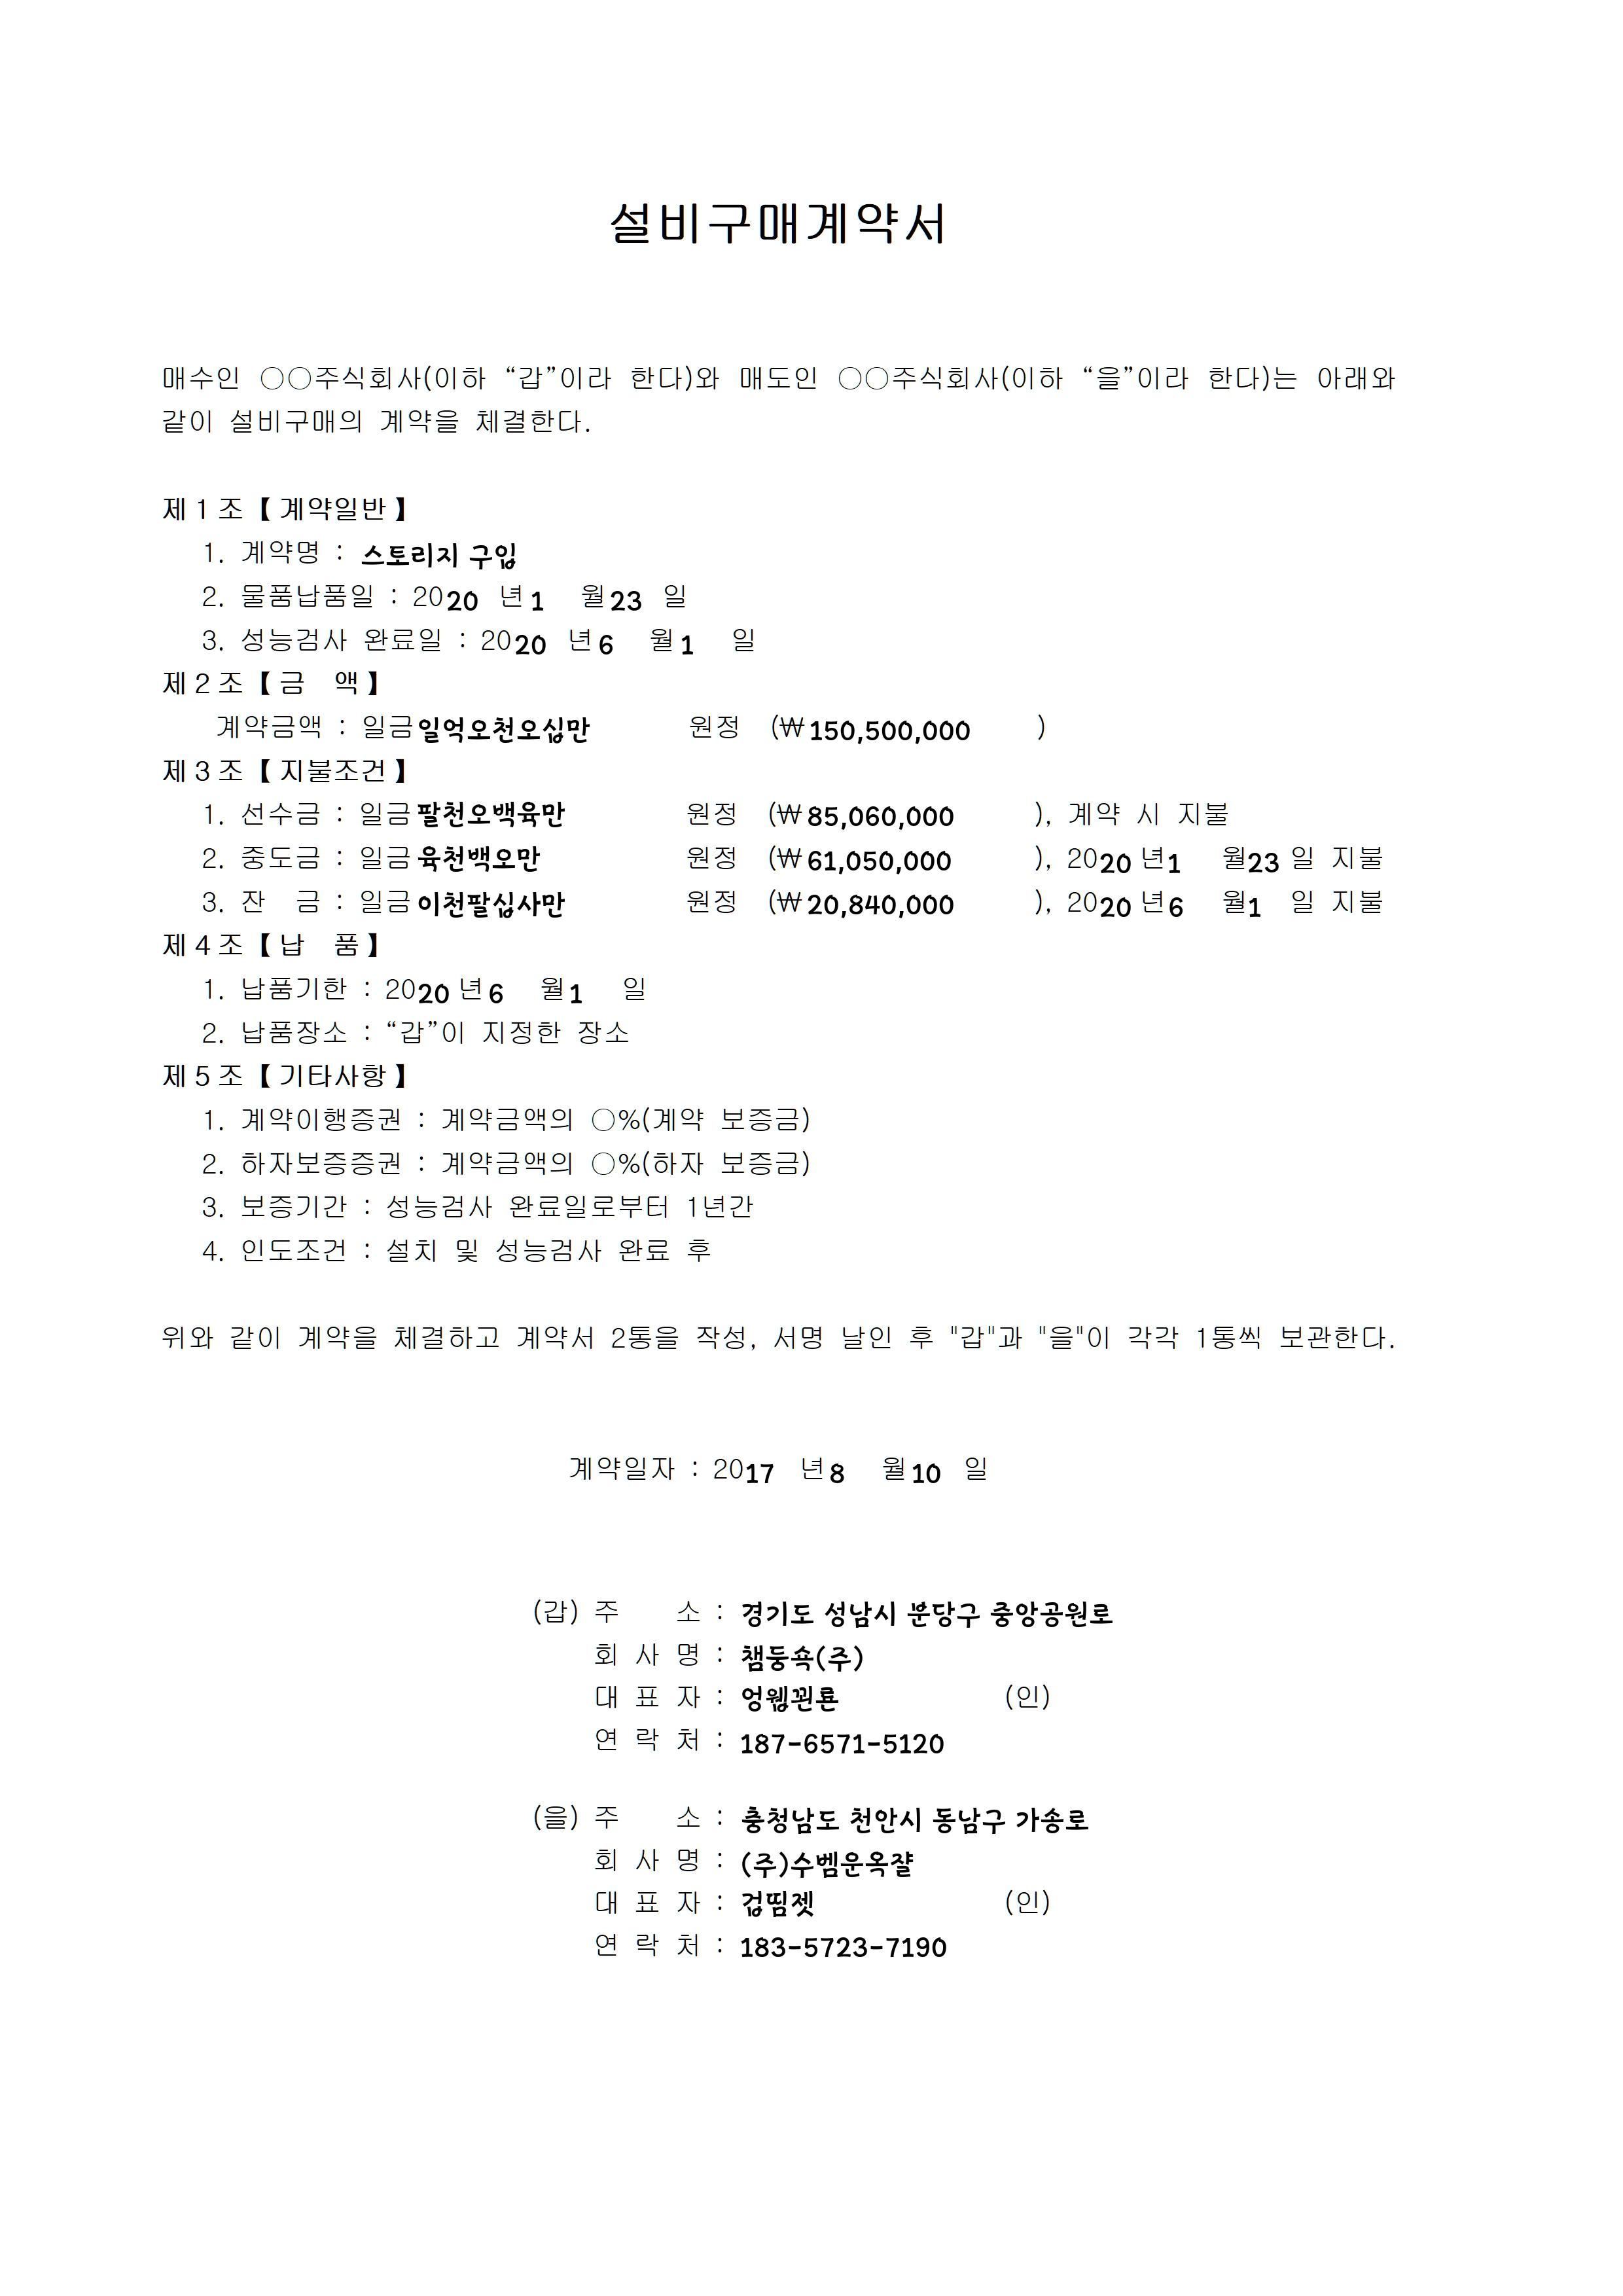 설비구매계약서
매수인 ○○주식회사(이하 “갑”이라 한다)와 매도인 ○○주식회사(이하 “을”이라 한다)는 아래와
같이 설비구매의 계약을 체결한다.
제1조【계약일반】
1. 계약명 : 스토리지 구입
2. 물품납품일 : 2020 년 1 월 23 일
3. 성능검사 완료일 : 2020 년 6 월 1 일
제2조【금 액】
계약금액 : 일금 일억오천오십만 원정 (₩150,500,000 )
제3조【지불조건】
1. 선수금 : 일금 팔천오백육만 원정 (₩85,060,000 ), 계약 시 지불
2. 중도금 : 일금 육천백오만 원정 (₩61,050,000 ), 2020 년 1 월 23 일 지불
3. 잔 금 : 일금 이천팔십사만 원정 (₩20,840,000 ), 2020 년 6 월 1 일 지불
제4조【납 품】
1. 납품기한 : 2020 년 6 월 1 일
2. 납품장소 : “갑”이 지정한 장소
제5조【기타사항】
1. 계약이행증권 : 계약금액의 ○%(계약 보증금)
2. 하자보증증권 : 계약금액의 ○%(하자 보증금)
3. 보증기간 : 성능검사 완료일로부터 1년간
4. 인도조건 : 설치 및 성능검사 완료 후
위와 같이 계약을 체결하고 계약서 2통을 작성, 서명 날인 후 "갑"과 "을"이 각각 1통씩 보관한다.
계약일자 : 2017 년 8 월 10 일
(갑) 주 소 : 경기도 성남시 분당구 중앙공원로
회 사 명 : 챔둥쇽(주)
대 표 자 : 엉웰퀸툔 (인)
연 락 처 : 187-6571-5120
(을) 주 소 : 충청남도 천안시 동남구 가송로
회 사 명 : (주)수벰운옥쟐
대 표 자 : 겁띰젯 (인)
연 락 처 : 183-5723-7190